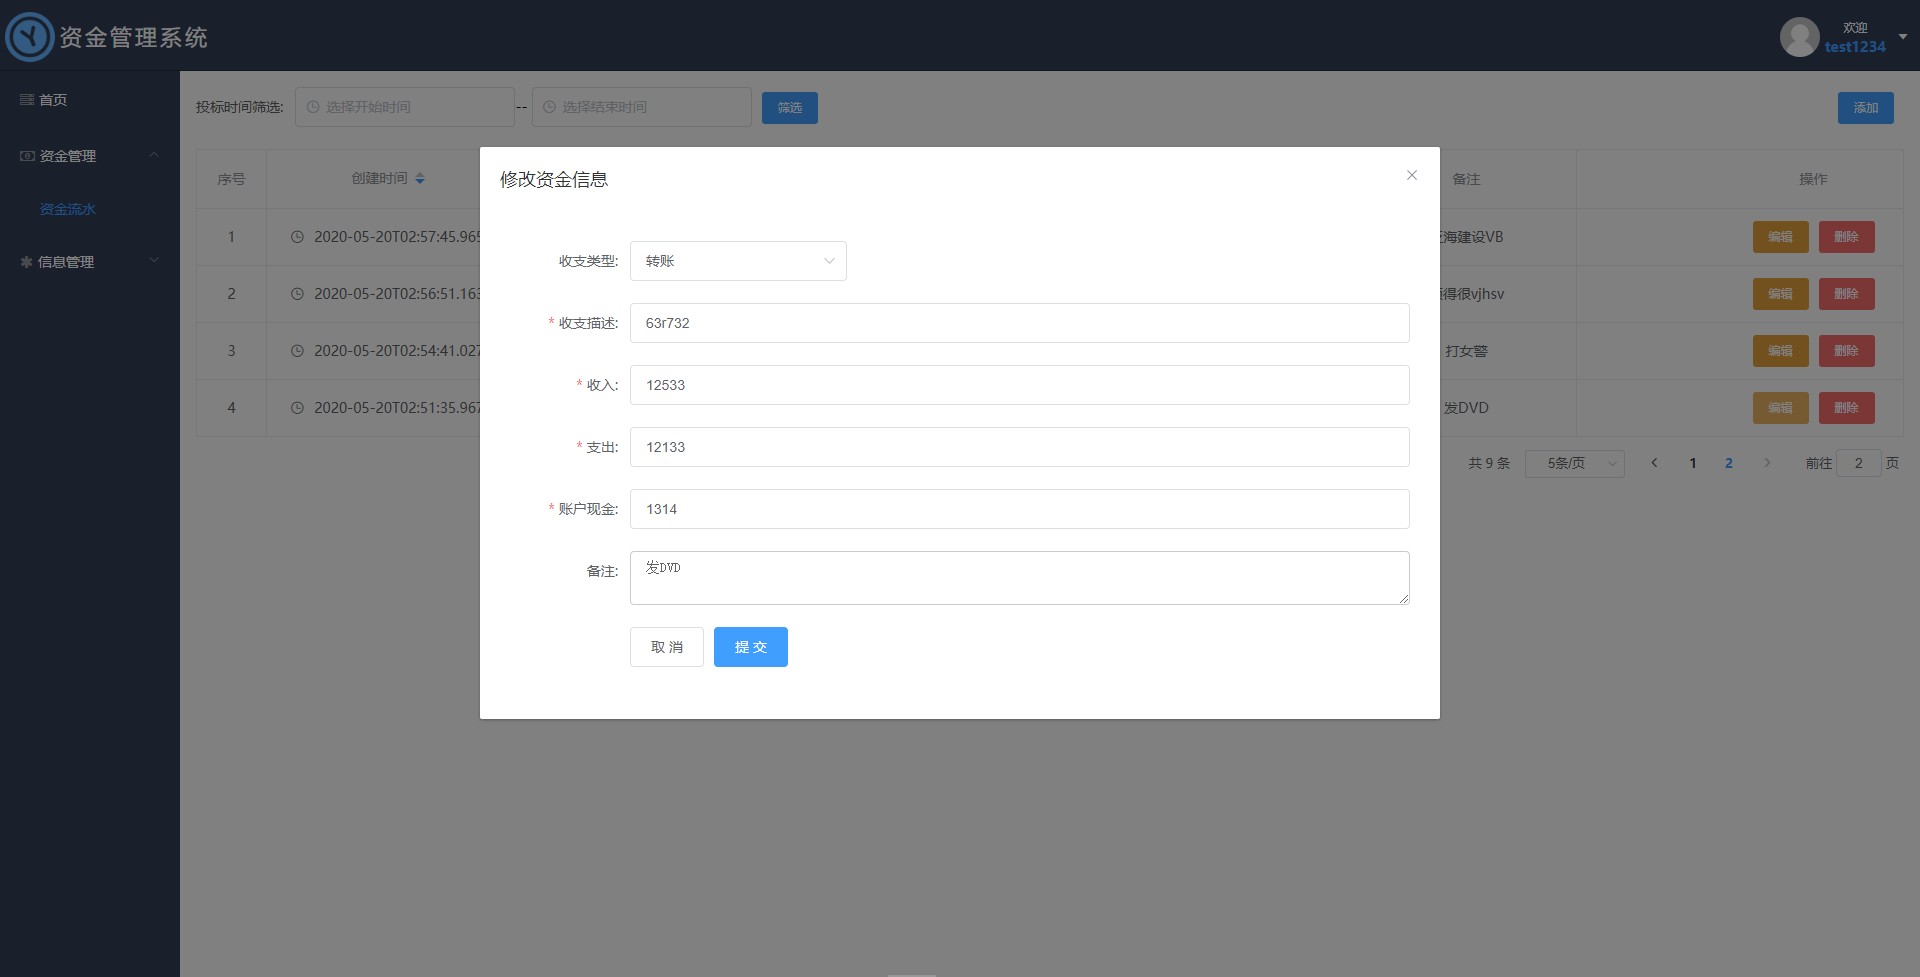 资金管理系统
欢迎
test1234
首页
资金管理
资金流水
信息管理
投标时间筛选: 选择开始时间 -- 选择结束时间 筛选 添加
序号 创建时间 备注 操作
1 2020-05-20T02:57:45.965 海建设VB 编辑 删除
2 2020-05-20T02:56:51.163 得很vjhsv 编辑 删除
3 2020-05-20T02:54:41.027 打女警 编辑 删除
4 2020-05-20T02:51:35.967 发DVD 编辑 删除
共 9 条 5条/页 1 2 前往 2 页
修改资金信息
收支类型: 转账
* 收支描述: 63r732
* 收入: 12533
* 支出: 12133
* 账户现金: 1314
备注: 发DVD
取 消 提 交